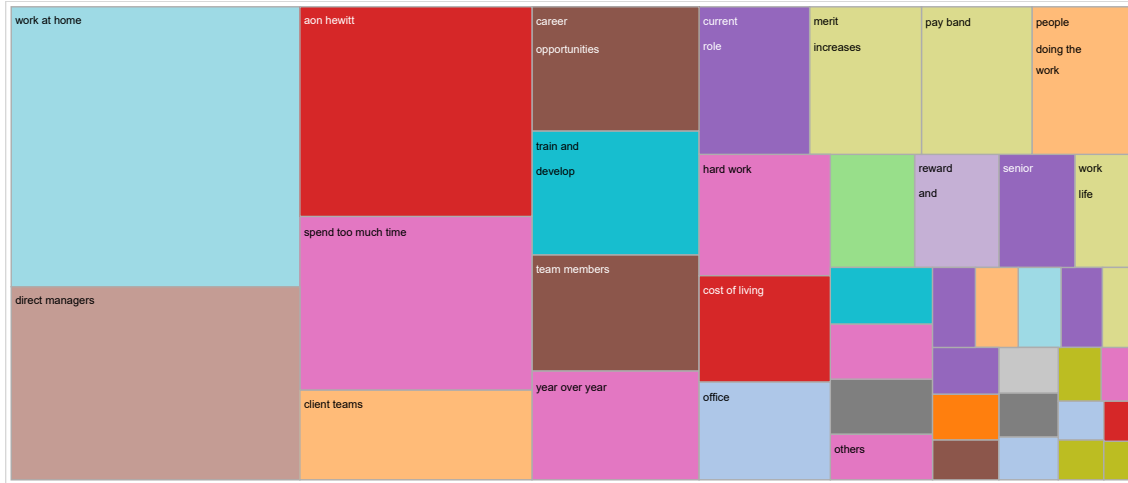 work at home
direct managers
aon hewitt
spend too much time
client teams
career
opportunities
train and
develop
team members
year over year
current
role
merit
increases
pay band
people
doing the
work
hard work
reward
and
senior
work
life
cost of living
office
others